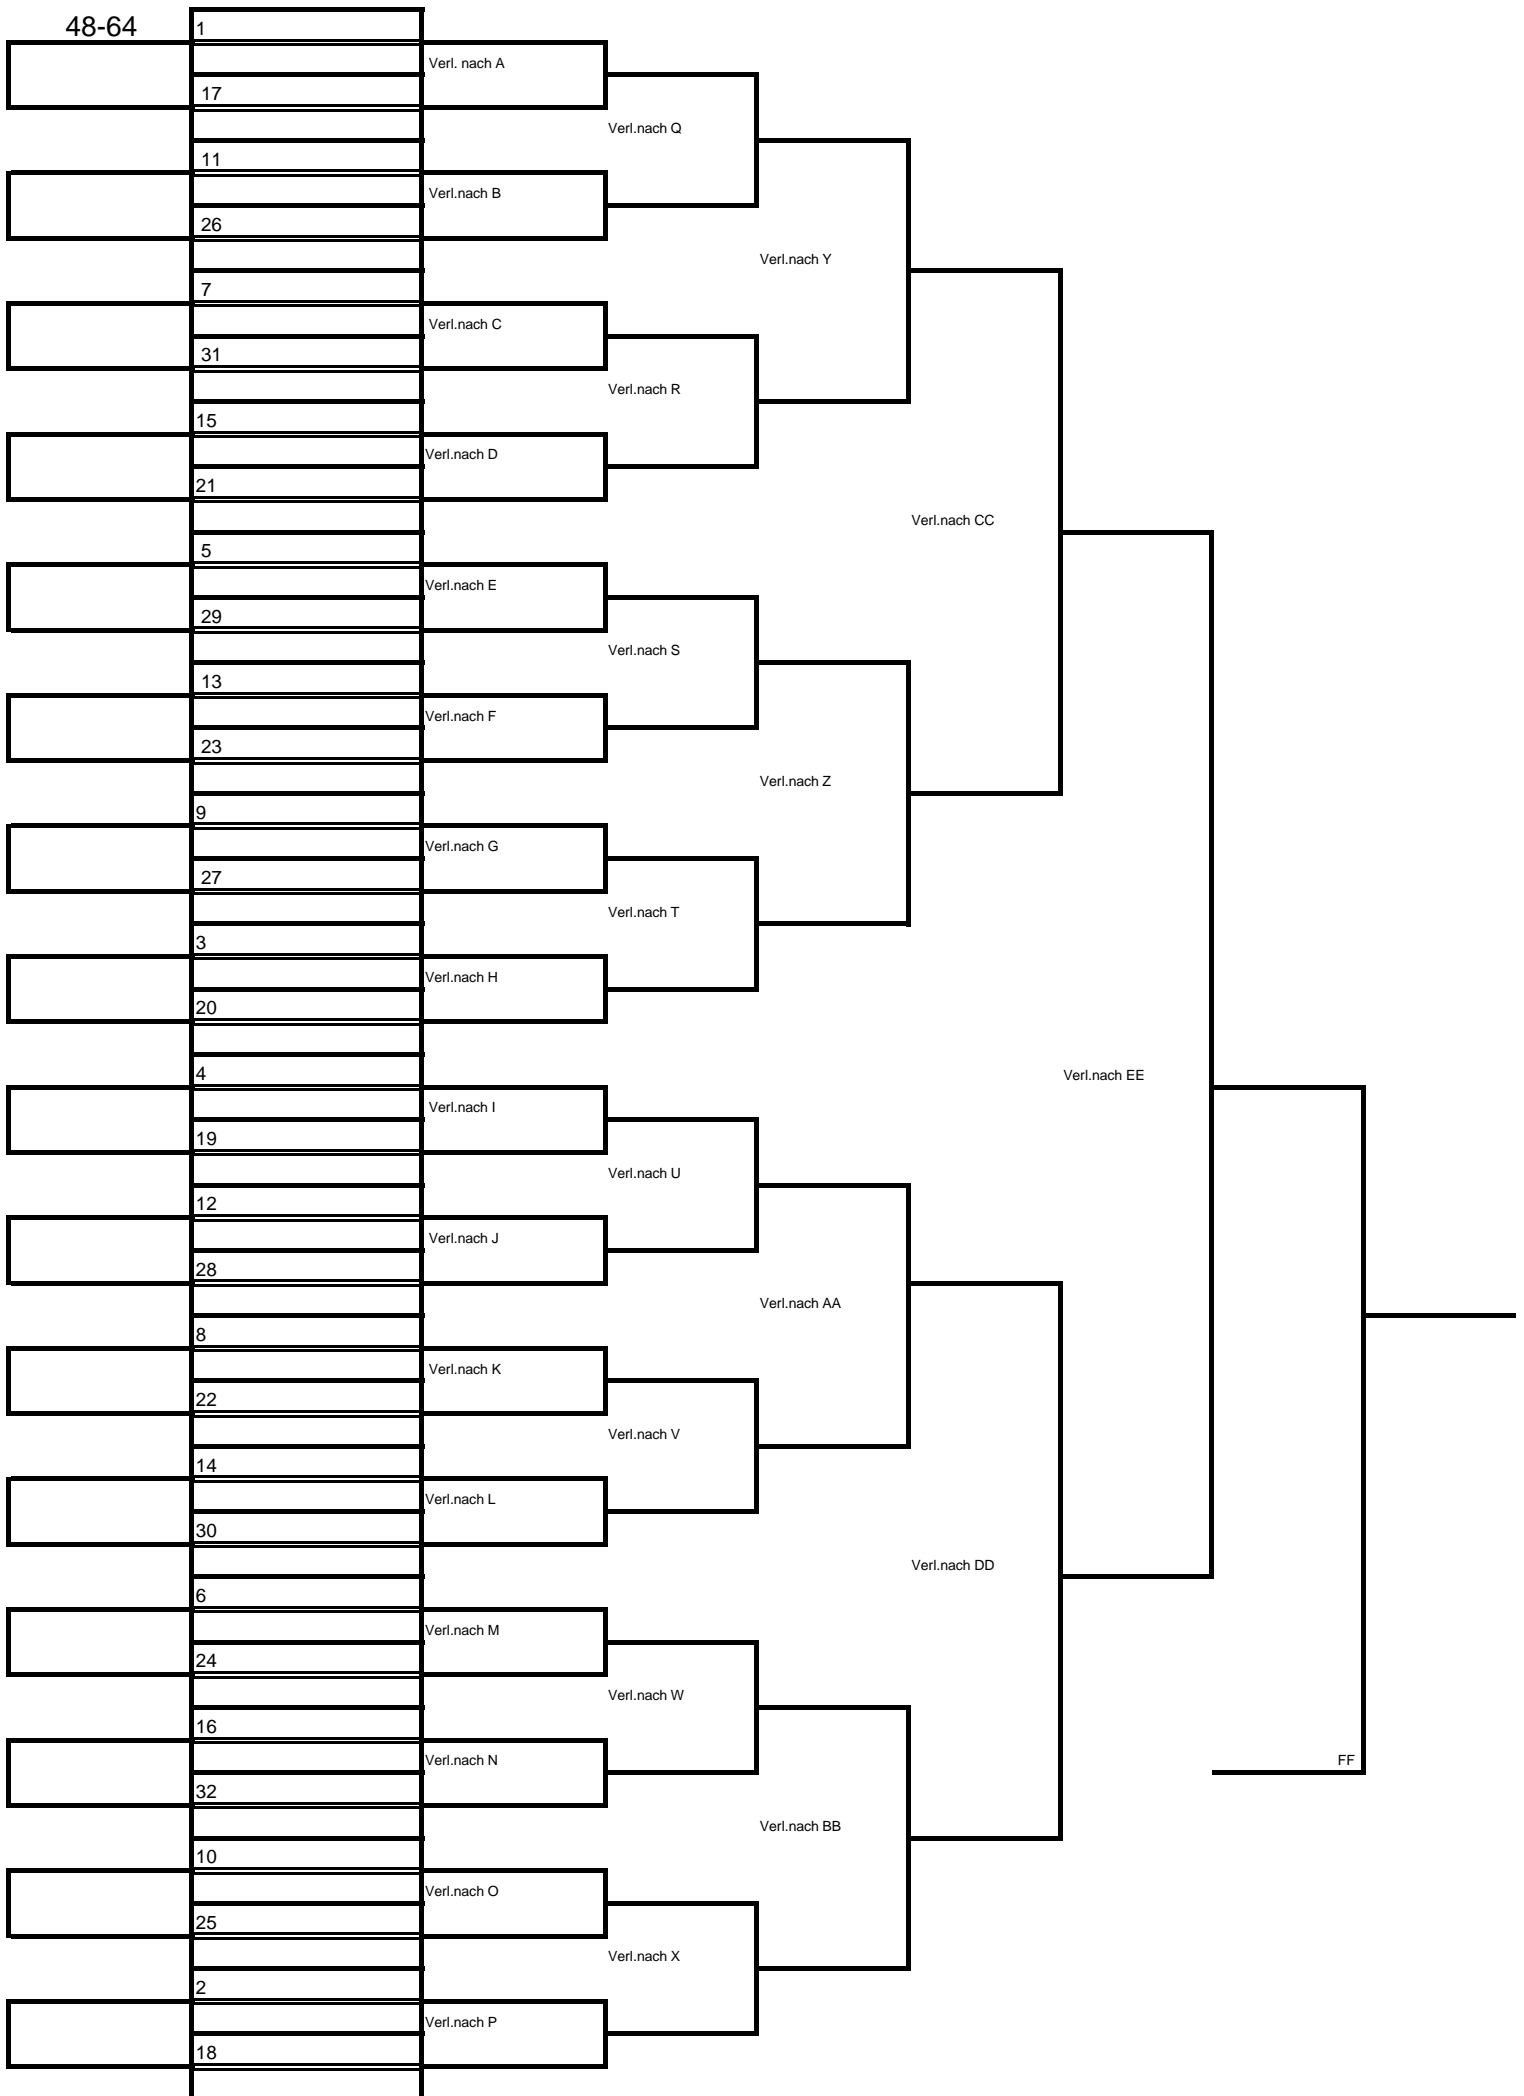 48-64
1
Verl. nach A
17
Verl.nach Q
11
Verl.nach B
26
Verl.nach Y
7
Verl.nach C
31
Verl.nach R
15
Verl.nach D
21
Verl.nach CC
5
Verl.nach E
29
Verl.nach S
13
Verl.nach F
23
Verl.nach Z
9
Verl.nach G
27
Verl.nach T
3
Verl.nach H
20
4
Verl.nach EE
Verl.nach I
19
Verl.nach U
12
Verl.nach J
28
Verl.nach AA
8
Verl.nach K
22
Verl.nach V
14
Verl.nach L
30
Verl.nach DD
6
Verl.nach M
24
Verl.nach W
16
Verl.nach N
FF
32
Verl.nach BB
10
Verl.nach O
25
Verl.nach X
2
Verl.nach P
18